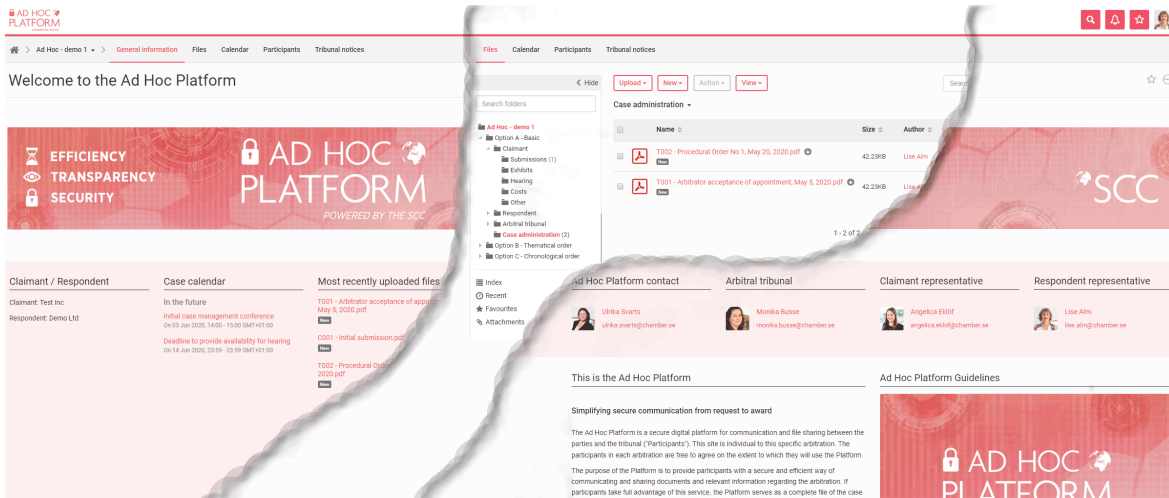 AD HOC
PLATFORM
Ad Hoc - demo 1
General information
Files
Calendar
Participants
Tribunal notices
Files
Calendar
Participants
Tribunal notices
Welcome to the Ad Hoc Platform
EFFICIENCY
TRANSPARENCY
SECURITY
AD HOC
PLATFORM
POWERED BY THE SCC
Hide
Search folders
Ad Hoc - demo 1
Option A - Basic
Claimant
Submissions (1)
Exhibits
Hearing
Costs
Other
Respondent
Arbitral tribunal
Case administration (2)
Option B - Thematical order
Option C - Chronological order
Index
Recent
Favourites
Attachments
Upload
New
Action
View
Search
Case administration
Name
Size
Author
T002 - Procedural Order No 1, May 20, 2020.pdf
New
42.23KB
Lise Alm
T001 - Arbitrator acceptance of appointment, May 5, 2020.pdf
New
42.23KB
Lise
1 - 2 of 2
SCC
Claimant / Respondent
Claimant: Test Inc
Respondent: Demo Ltd
Case calendar
In the future
Initial case management conference
On 03 Jun 2020, 14:00 - 15:00 GMT+01:00
Deadline to provide availability for hearing
On 14 Jun 2020, 23:59 - 23:59 GMT+01:00
Most recently uploaded files
T001 - Arbitrator acceptance of
May 5, 2020.pdf
New
C001 - Initial submission.pdf
New
T002 - Procedural
2020.pdf
New
Ad Hoc Platform contact
Ulrika Svarts
ulrika.svarts@chamber.se
Arbitral tribunal
Monika Busse
monika.busse@chamber.se
Claimant representative
Angelica Eklöf
angelica.eklof@chamber.se
Respondent representative
Lise Alm
lise.alm@chamber.se
This is the Ad Hoc Platform
Simplifying secure communication from request to award
The Ad Hoc Platform is a secure digital platform for communication and file sharing between the
parties and the tribunal ("Participants"). This site is individual to this specific arbitration. The
participants in each arbitration are free to agree on the extent to which they will use the Platform.
The purpose of the Platform is to provide participants with a secure and efficient way of
communicating and sharing documents and relevant information regarding the arbitration. If
participants take full advantage of this service, the Platform serves as a complete file of the case
Ad Hoc Platform Guidelines
AD HOC
PLATFORM